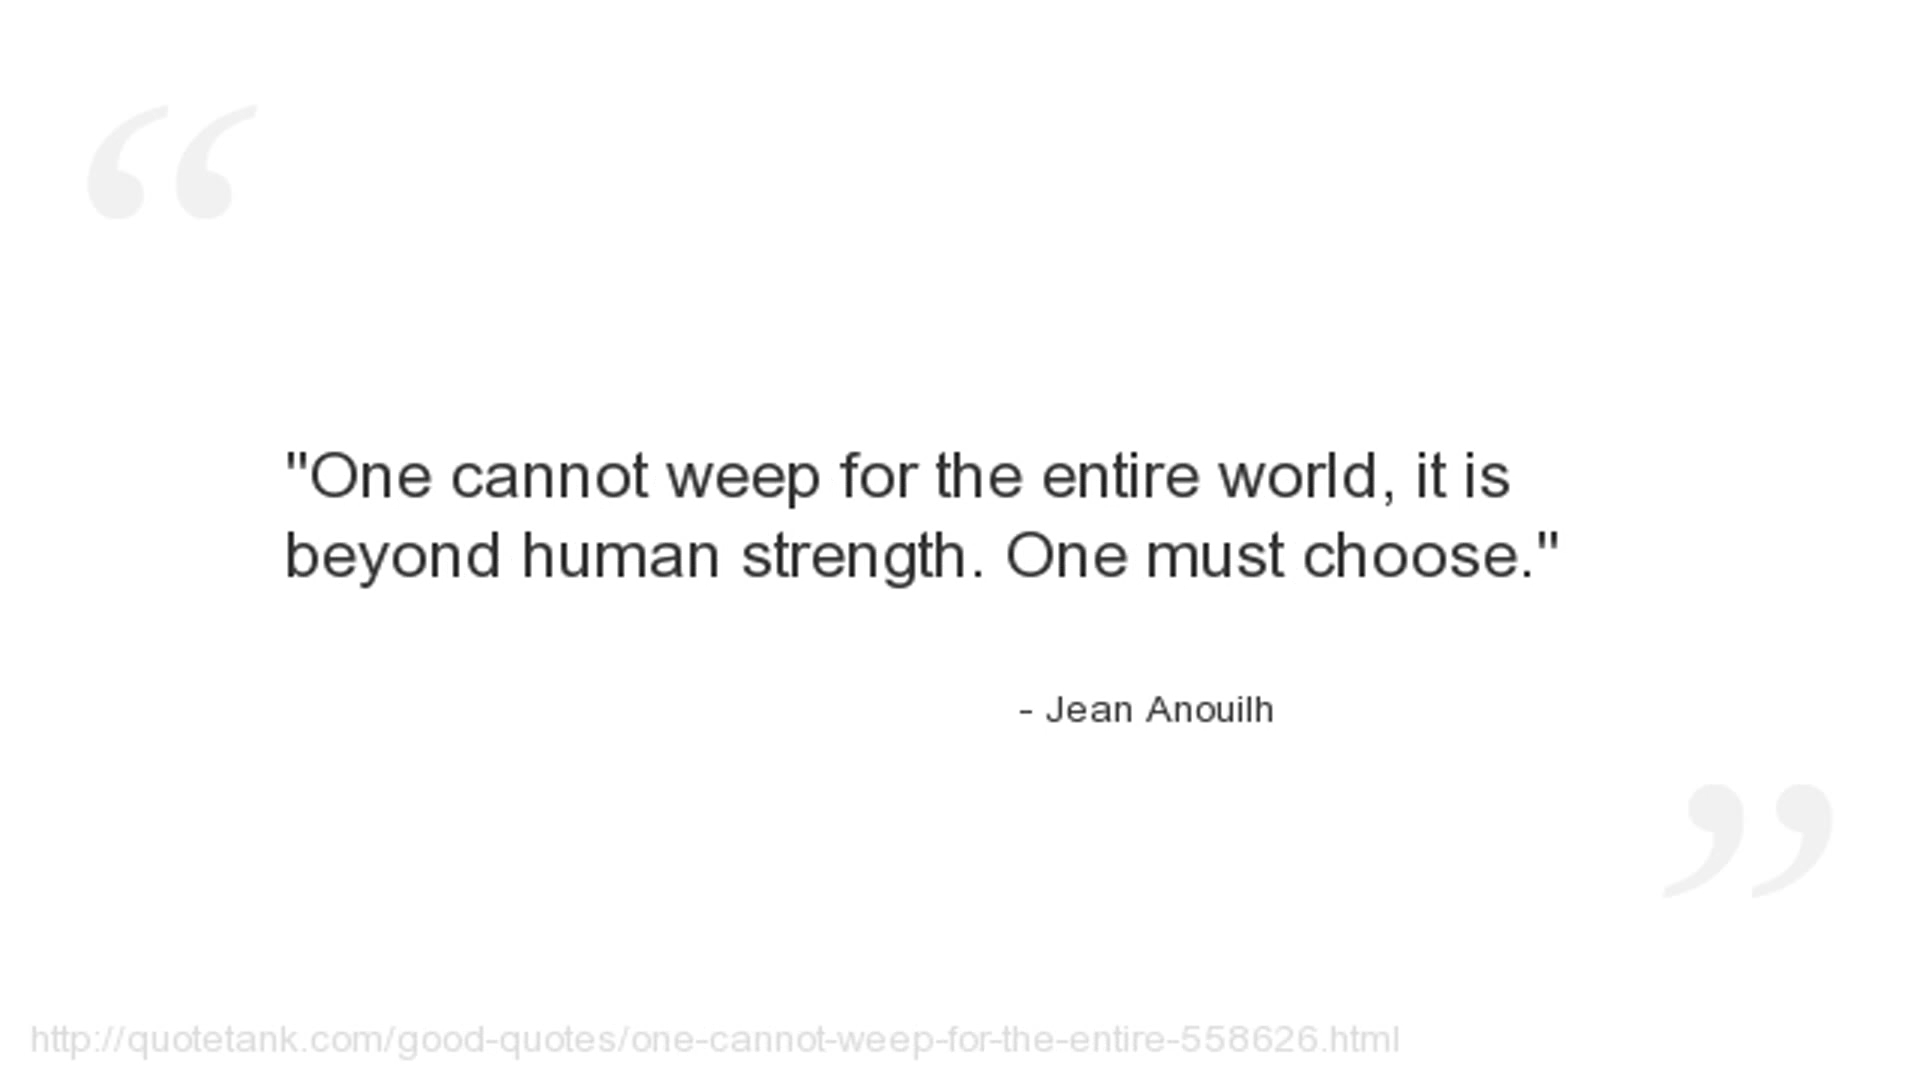 "One cannot weep for the entire world, it is
beyond human strength. One must choose."
- Jean Anouilh
http://quotetank.com/good-quotes/one-cannot-weep-for-the-entire-558626.html